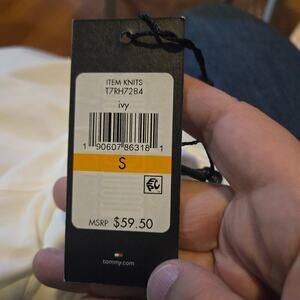 ITEM KNITS
T7RH7284
ivy
1 90607 86318 1
S
MSRP $59.50
tommy.com